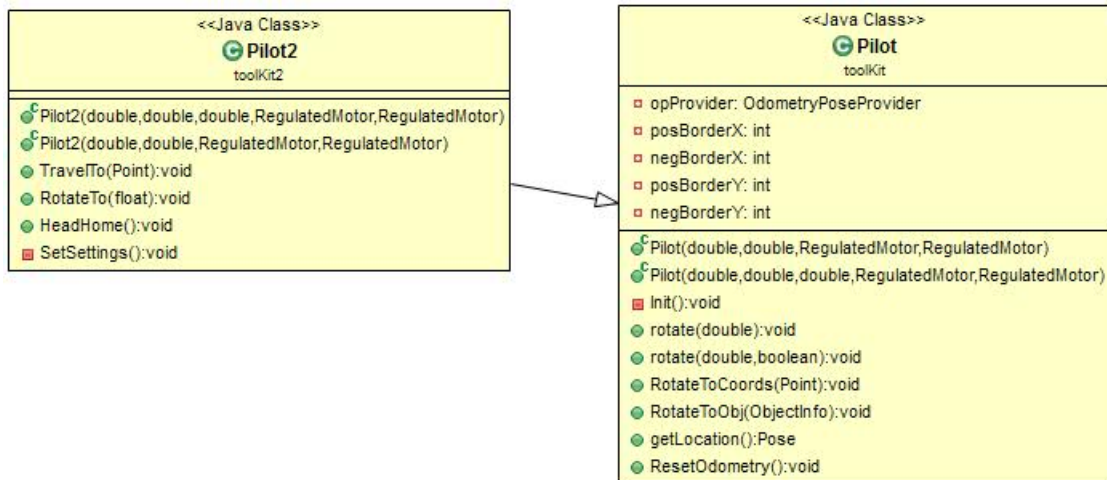 <<Java Class>>
Pilot2
toolKit2
Pilot2(double,double,double,RegulatedMotor,RegulatedMotor)
Pilot2(double,double,RegulatedMotor,RegulatedMotor)
TravelTo(Point):void
RotateTo(float):void
HeadHome():void
SetSettings():void
<<Java Class>>
Pilot
toolKit
opProvider: OdometryPoseProvider
posBorderX: int
negBorderX: int
posBorderY: int
negBorderY: int
Pilot(double,double,RegulatedMotor,RegulatedMotor)
Pilot(double,double,double,RegulatedMotor,RegulatedMotor)
Init():void
rotate(double):void
rotate(double,boolean):void
RotateToCoords(Point):void
RotateToObj(ObjectInfo):void
getLocation():Pose
ResetOdometry():void